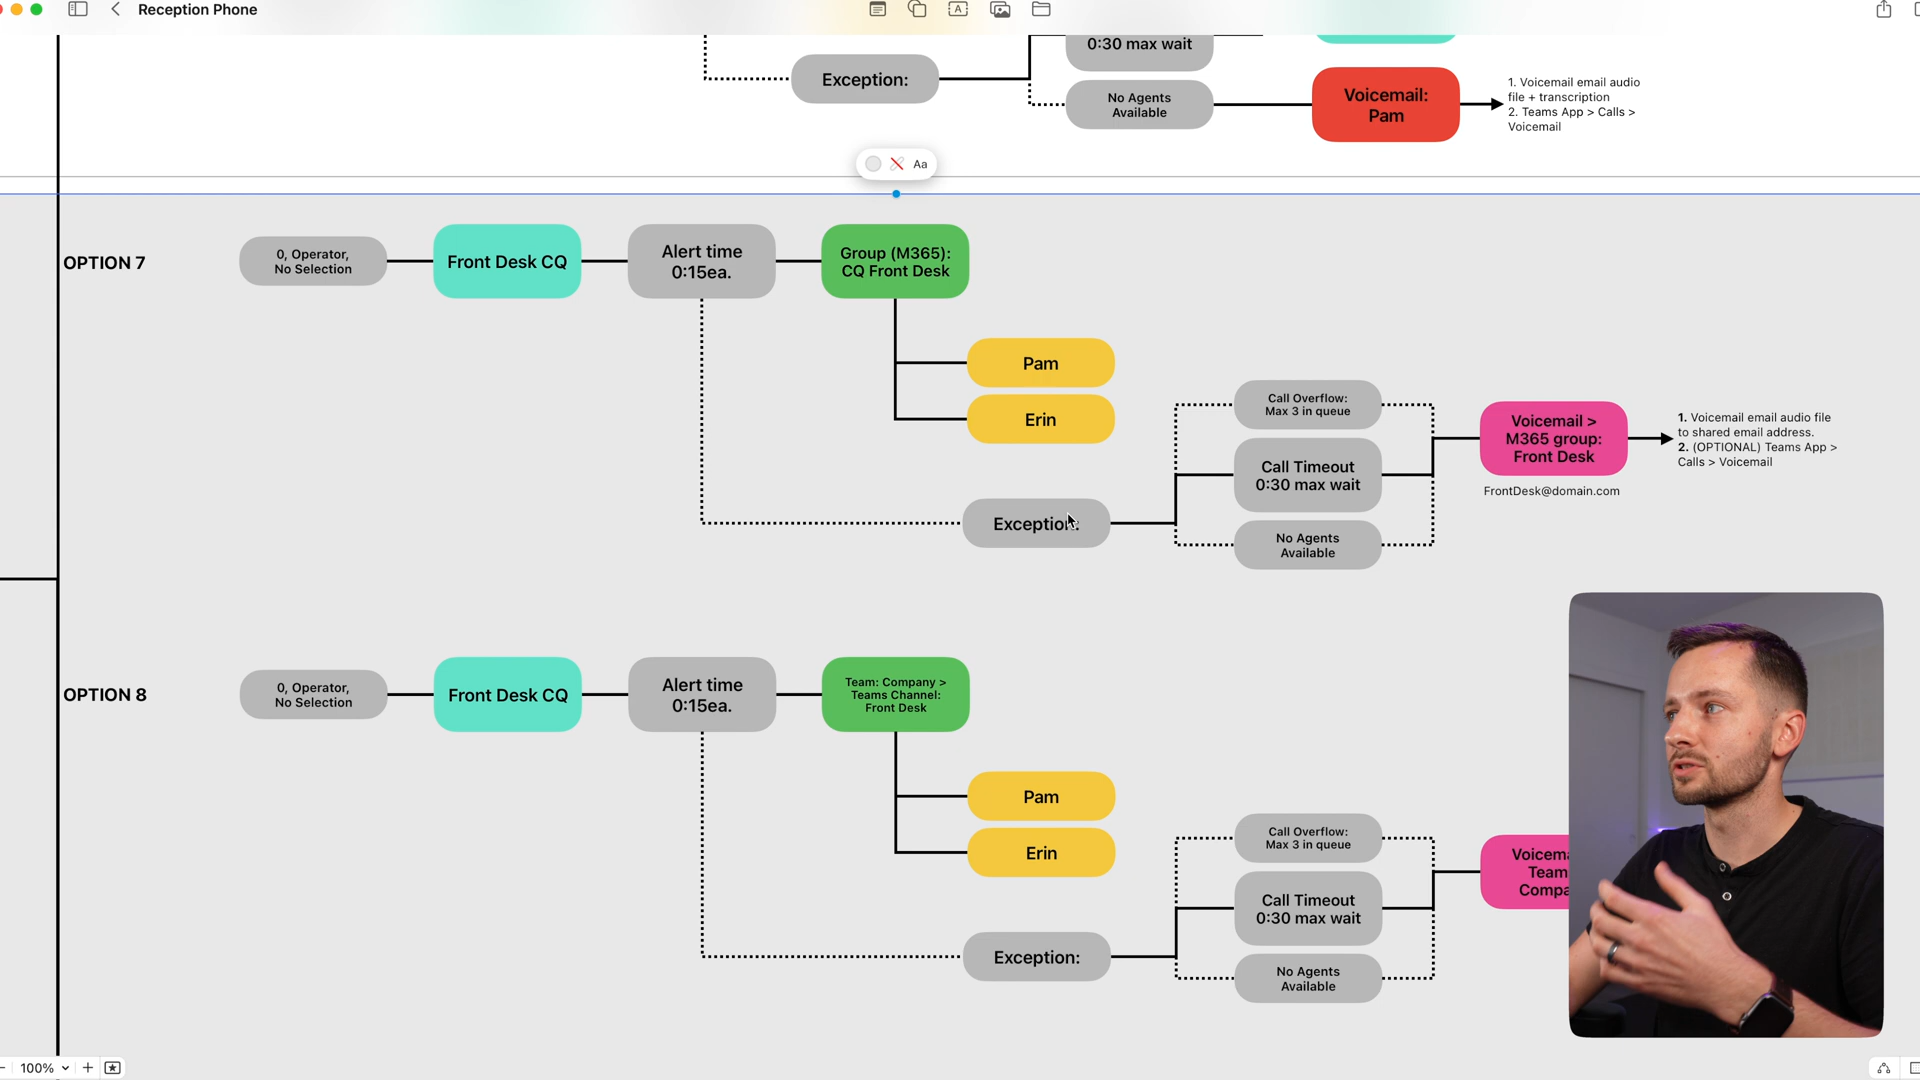 Reception Phone
A
0:30 max wait
Exception:
No Agents
Available
Voicemail:
Pam
1. Voicemail email audio
file + transcription
2. Teams App > Calls >
Voicemail
Aa
OPTION 7
0, Operator,
No Selection
Front Desk CQ
Alert time
0:15ea.
Group (M365):
CQ Front Desk
Pam
Erin
Exception:
Call Overflow:
Max 3 in queue
Call Timeout
0:30 max wait
No Agents
Available
Voicemail >
M365 group:
Front Desk
FrontDesk@domain.com
1. Voicemail email audio file
to shared email address.
2. (OPTIONAL) Teams App >
Calls > Voicemail
OPTION 8
0, Operator,
No Selection
Front Desk CQ
Alert time
0:15ea.
Team: Company >
Teams Channel:
Front Desk
Pam
Erin
Exception:
Call Overflow:
Max 3 in queue
Call Timeout
0:30 max wait
No Agents
Available
Team
100%